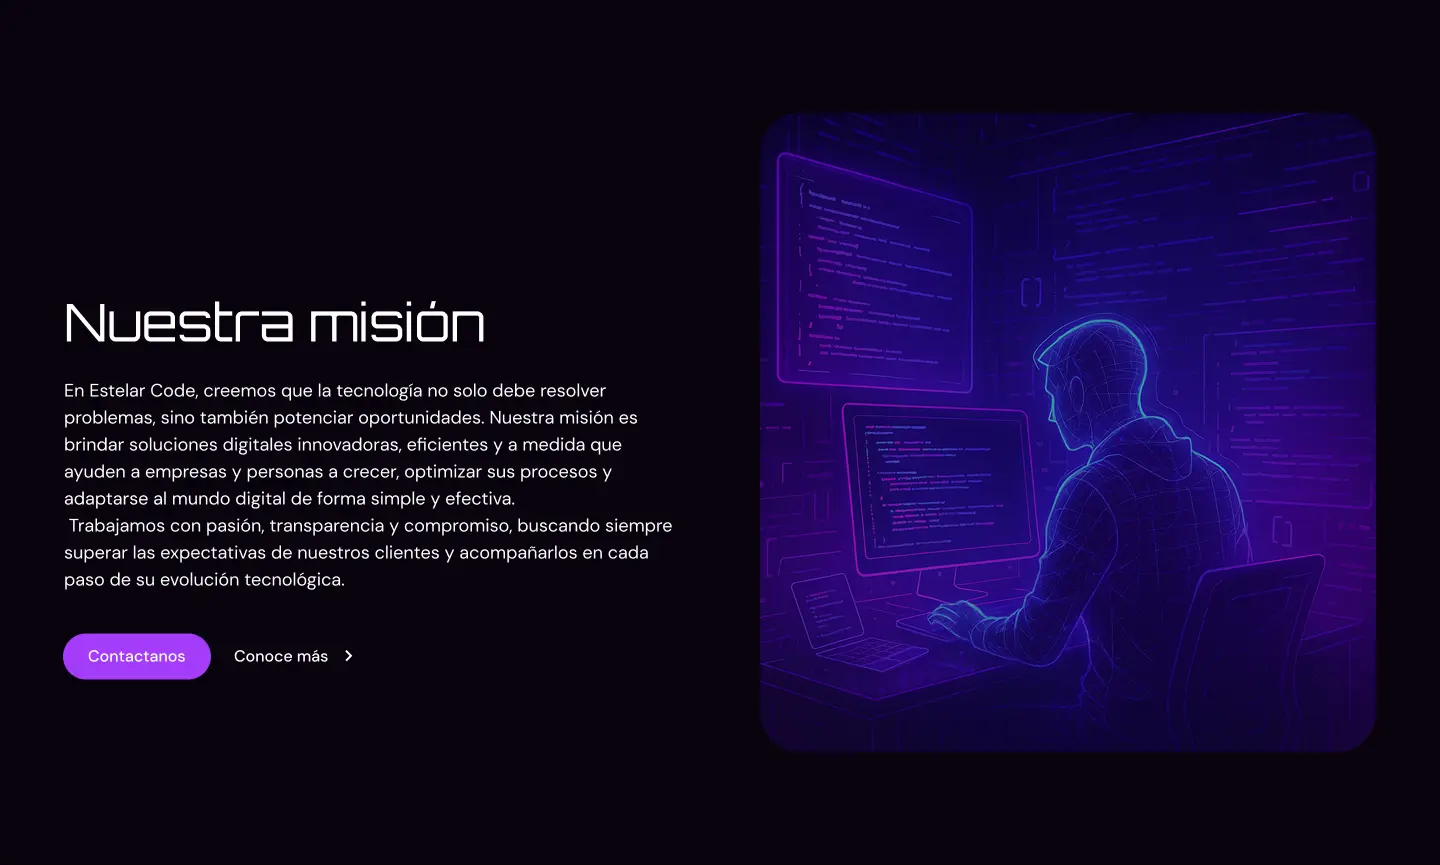 Nuestra misión
En Estelar Code, creemos que la tecnología no solo debe resolver
problemas, sino también potenciar oportunidades. Nuestra misión es
brindar soluciones digitales innovadoras, eficientes y a medida que
ayuden a empresas y personas a crecer, optimizar sus procesos y
adaptarse al mundo digital de forma simple y efectiva.
Trabajamos con pasión, transparencia y compromiso, buscando siempre
superar las expectativas de nuestros clientes y acompañarlos en cada
paso de su evolución tecnológica.
Contactanos
Conoce más